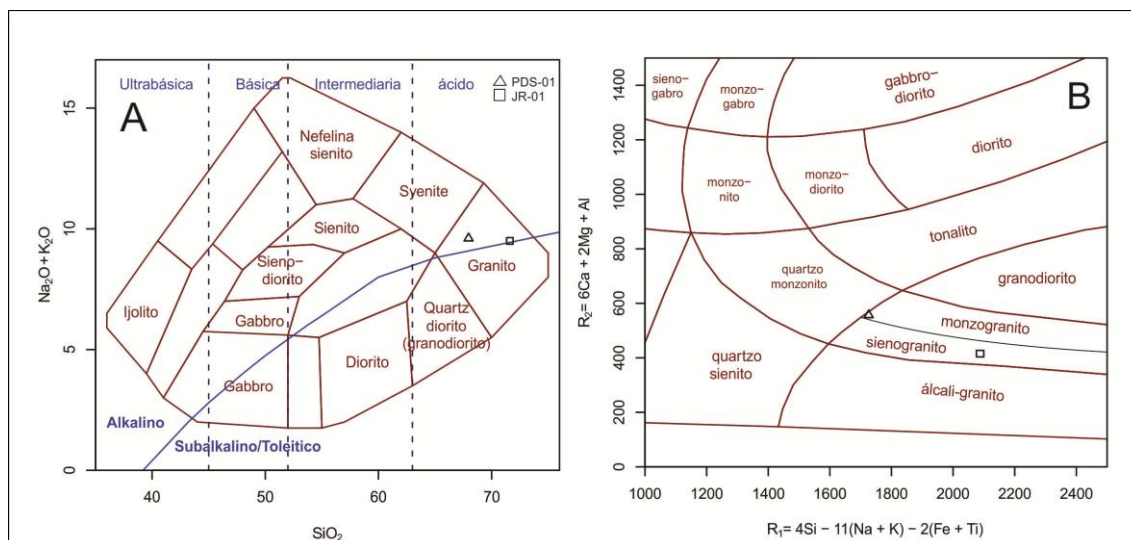 Ultrabásica
Básica
Intermediaria
ácido
PDS-01
JR-01
A
Nefelina
sienito
Syenite
Sienito
Sieno-
diorito
Granito
Ijolito
Gabbro
Quartz
diorito
(granodiorito)
Gabbro
Diorito
Alkalino
Subalkalino/Toleitico
Na2O + K2O
0
5
10
15
40
50
60
70
SiO2
B
sieno-
gabro
monzo-
gabro
gabbro-
diorito
monzo-
nito
monzo-
diorito
diorito
tonalito
quartzo
monzonito
granodiorito
monzogranito
sienogranito
quartzo
sienito
álcali-granito
R2= 6Ca + 2Mg + Al
0
200
400
600
800
1000
1200
1400
1000
1200
1400
1600
1800
2000
2200
2400
R1= 4Si − 11(Na + K) − 2(Fe + Ti)